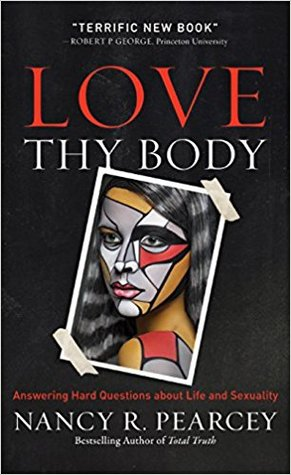 "TERRIFIC NEW BOOK"
— ROBERT P GEORGE, Princeton University
LOVE
THY BODY
Answering Hard Questions about Life and Sexuality
NANCY R. PEARCEY
Bestselling Author of Total Truth